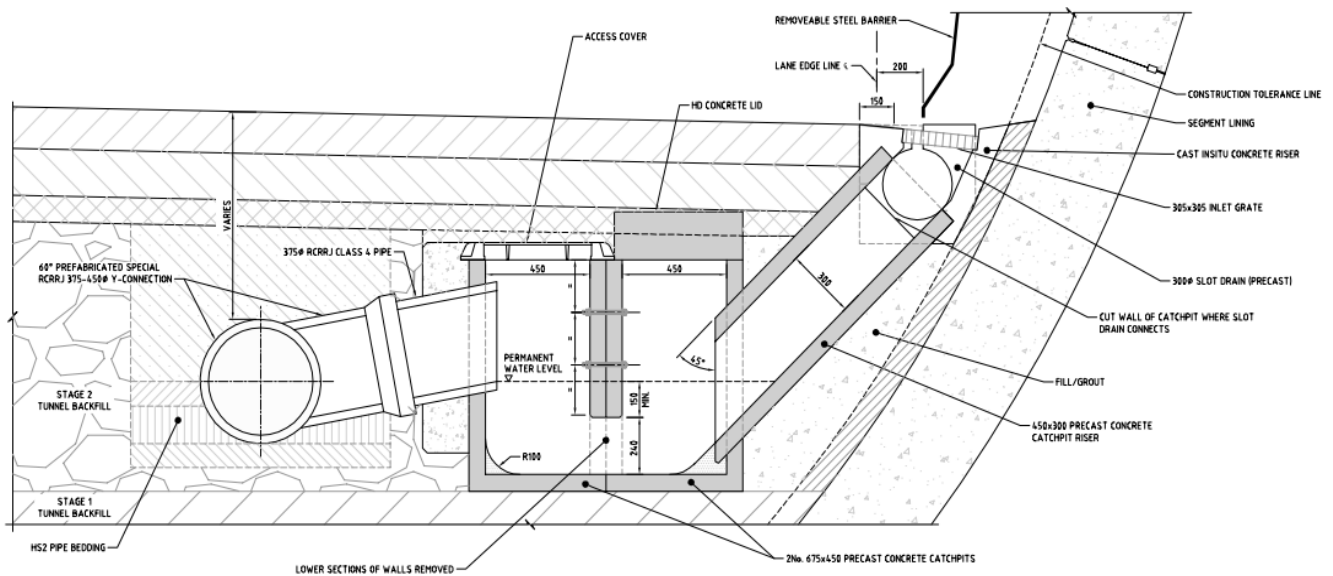 REMOVEABLE STEEL BARRIER
ACCESS COVER
LANE EDGE LINE ℄
200
CONSTRUCTION TOLERANCE LINE
150
HD CONCRETE LID
SEGMENT LINING
CAST INSITU CONCRETE RISER
305x305 INLET GRATE
VARIES
375ø RCRRJ CLASS 4 PIPE
60° PREFABRICATED SPECIAL
RCRRJ 375-450ø Y-CONNECTION
450
450
300
300ø SLOT DRAIN (PRECAST)
=
CUT WALL OF CATCHPIT WHERE SLOT
DRAIN CONNECTS
=
45°
PERMANENT
WATER LEVEL
FILL/GROUT
=
150
MIN.
STAGE 2
TUNNEL BACKFILL
450x300 PRECAST CONCRETE
CATCHPIT RISER
R100
240
STAGE 1
TUNNEL BACKFILL
HS2 PIPE BEDDING
2No. 675x450 PRECAST CONCRETE CATCHPITS
LOWER SECTIONS OF WALLS REMOVED